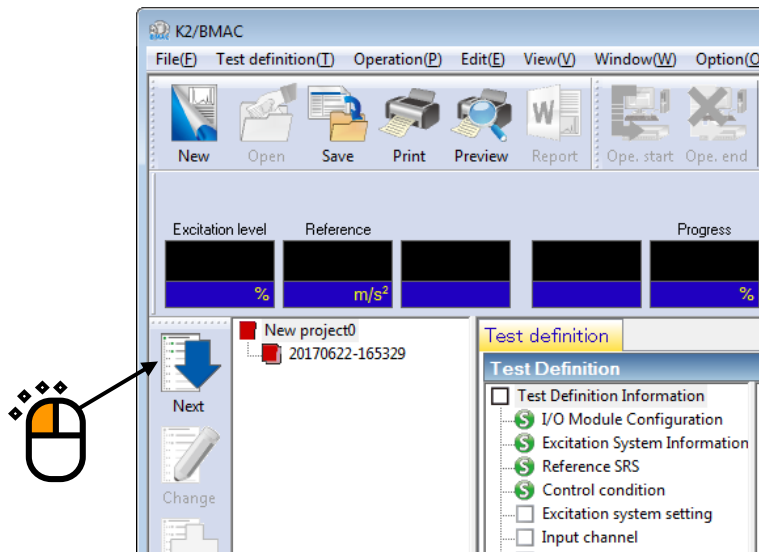 K2/BMAC
File(F) Test definition(T) Operation(P) Edit(E) View(V) Window(W) Option(O
New Open Save Print Preview Report Ope. start Ope. end
Excitation level Reference Progress
% m/s² %
New project0
20170622-165329
Next
Change
Test definition
Test Definition
Test Definition Information
S I/O Module Configuration
S Excitation System Information
S Reference SRS
S Control condition
Excitation system setting
Input channel